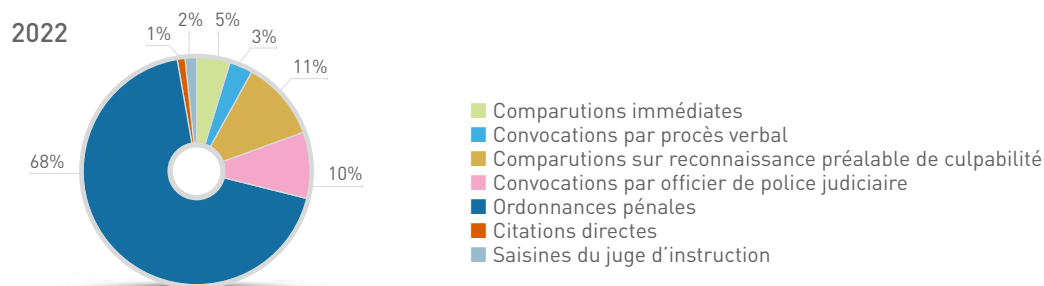 2022
1%
2%
5%
3%
11%
68%
10%
Comparutions immédiates
Convocations par procès verbal
Comparutions sur reconnaissance préalable de culpabilité
Convocations par officier de police judiciaire
Ordonnances pénales
Citations directes
Saisines du juge d’instruction